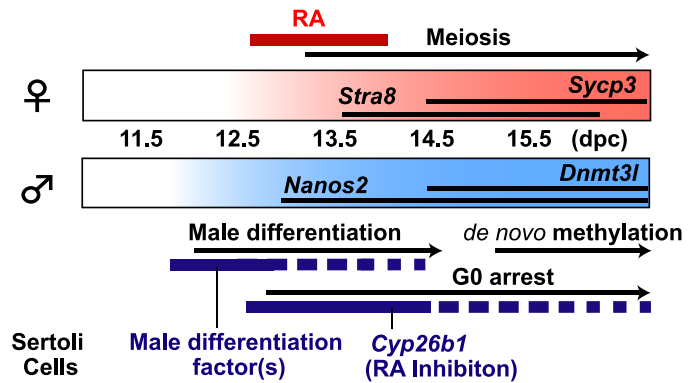 RA
Meiosis
♀
Stra8
Sycp3
11.5 12.5 13.5 14.5 15.5 (dpc)
♂
Nanos2
Dnmt3l
Male differentiation
de novo methylation
G0 arrest
Sertoli
Cells
Male differentiation
factor(s)
Cyp26b1
(RA Inhibiton)